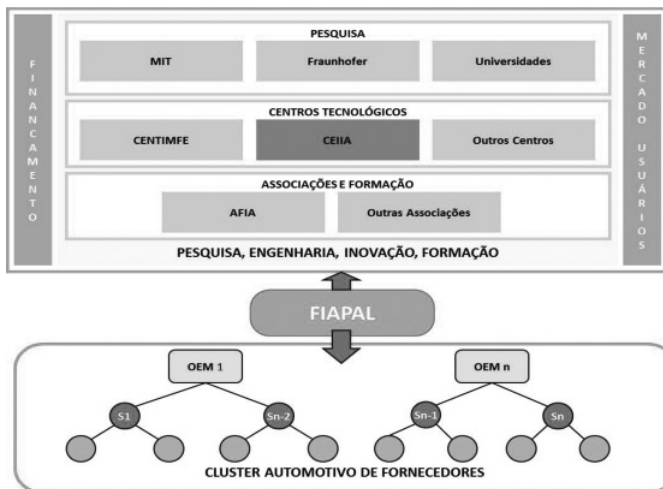 FINANCAMENTO
PESQUISA
MIT
Fraunhofer
Universidades
CENTROS TECNOLÓGICOS
CENTIMFE
CEIIA
Outros Centros
ASSOCIAÇÕES E FORMAÇÃO
AFIA
Outras Associações
PESQUISA, ENGENHARIA, INOVAÇÃO, FORMAÇÃO
MERCADO USUÁRIOS
FIAPAL
OEM 1
OEM n
S1
Sn-2
Sn-1
Sn
CLUSTER AUTOMOTIVO DE FORNECEDORES